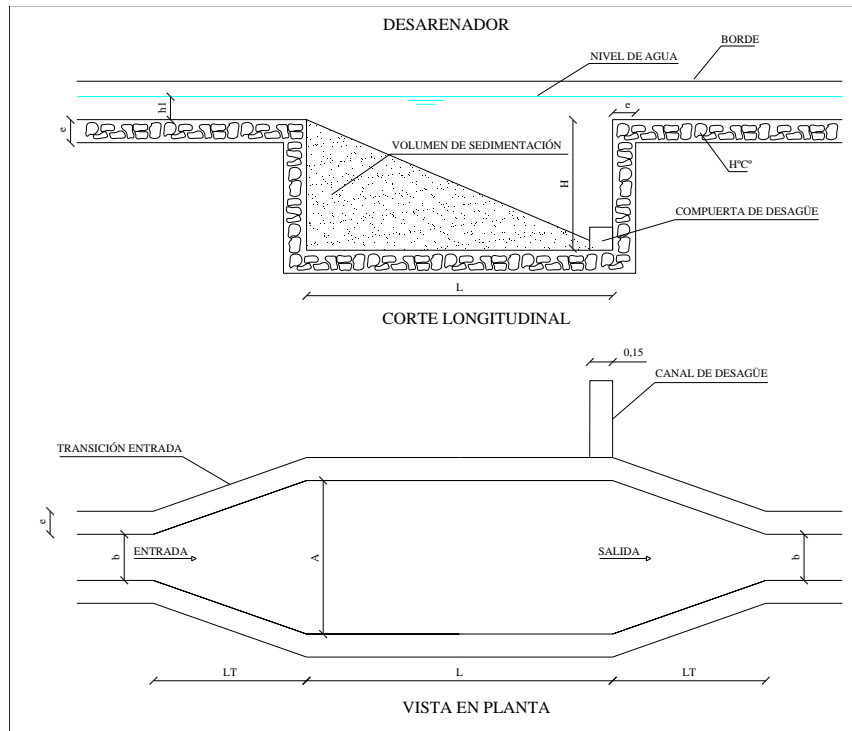 DESARENADOR
BORDE
NIVEL DE AGUA
h1
e
e
VOLUMEN DE SEDIMENTACIÓN
HºCº
H
COMPUERTA DE DESAGÜE
L
CORTE LONGITUDINAL
0,15
CANAL DE DESAGÜE
TRANSICIÓN ENTRADA
e
ENTRADA
SALIDA
b
A
b
LT
L
LT
VISTA EN PLANTA